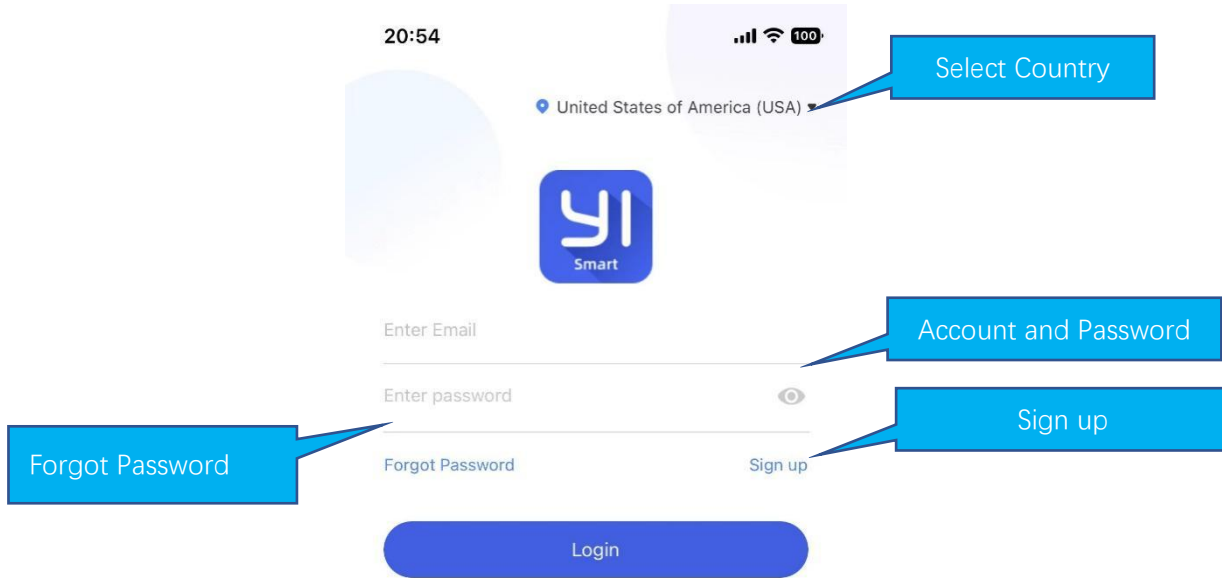 20:54
100
Select Country
United States of America (USA)
YI
Smart
Enter Email
Account and Password
Enter password
Sign up
Forgot Password
Forgot Password
Sign up
Login